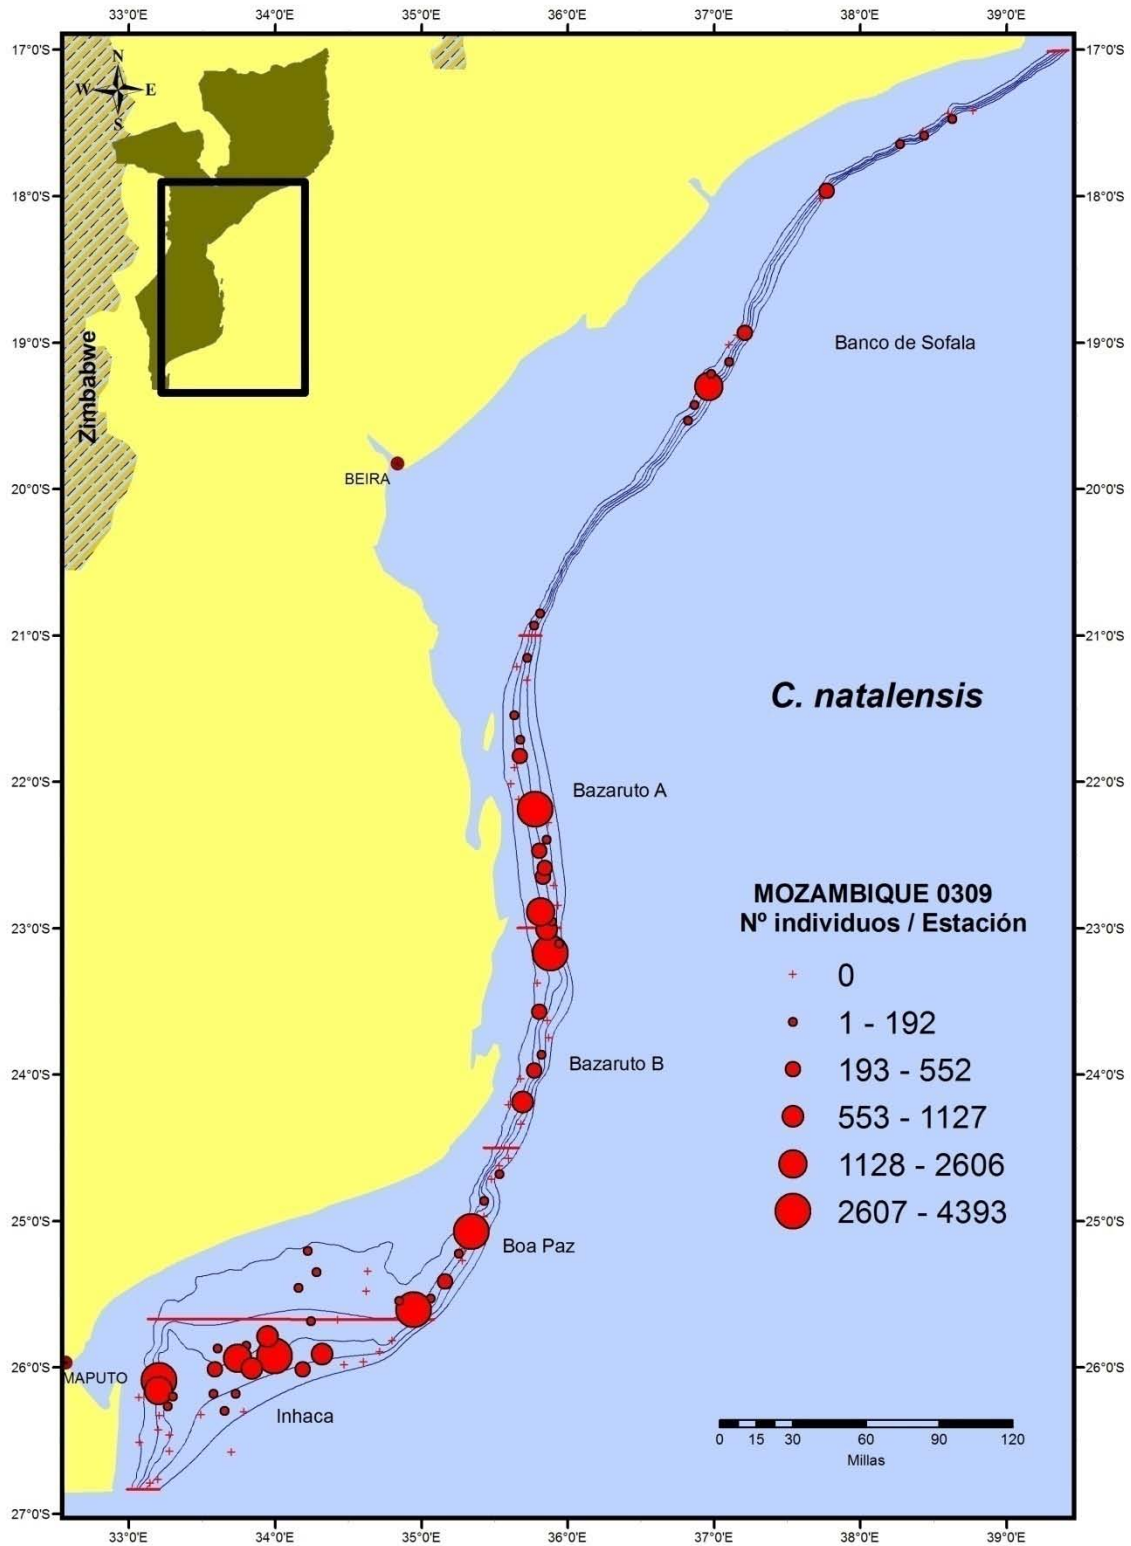 33°0'E 34°0'E 35°0'E 36°0'E 37°0'E 38°0'E 39°0'E
17°0'S 17°0'S
N
W E
S
18°0'S 18°0'S
19°0'S 19°0'S
Banco de Sofala
Zimbabwe
BEIRA
20°0'S 20°0'S
21°0'S 21°0'S
C. natalensis
22°0'S 22°0'S
Bazaruto A
MOZAMBIQUE 0309
Nº individuos / Estación
23°0'S 23°0'S
0
1 - 192
193 - 552
553 - 1127
1128 - 2606
2607 - 4393
Bazaruto B
24°0'S 24°0'S
25°0'S 25°0'S
Boa Paz
26°0'S 26°0'S
MAPUTO
Inhaca
0 15 30 60 90 120
Millas
27°0'S 27°0'S
33°0'E 34°0'E 35°0'E 36°0'E 37°0'E 38°0'E 39°0'E